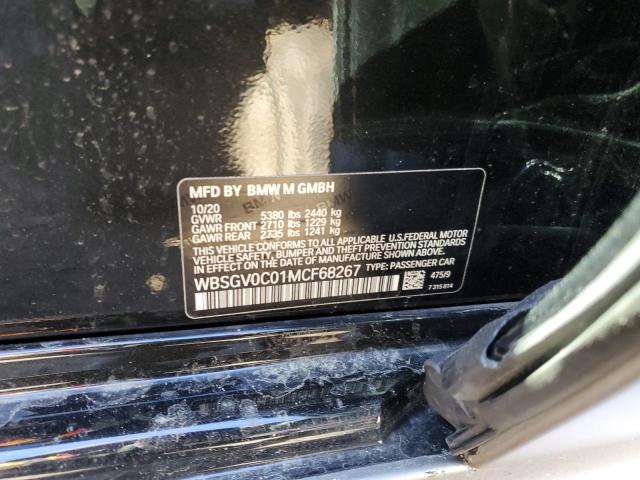 MFD BY BMW M GMBH
10/20
GVWR 5380 lbs 2440 kg
GAWR FRONT 2710 lbs 1229 kg
GAWR REAR 2735 lbs 1241 kg
THIS VEHICLE CONFORMS TO ALL APPLICABLE U.S.FEDERAL MOTOR
VEHICLE SAFETY, BUMPER AND THEFT PREVENTION STANDARDS
IN EFFECT ON THE DATE OF MANUFACTURE SHOWN ABOVE.
WBSGV0C01MCF68267 TYPE: PASSENGER CAR
475/9
7 315 814